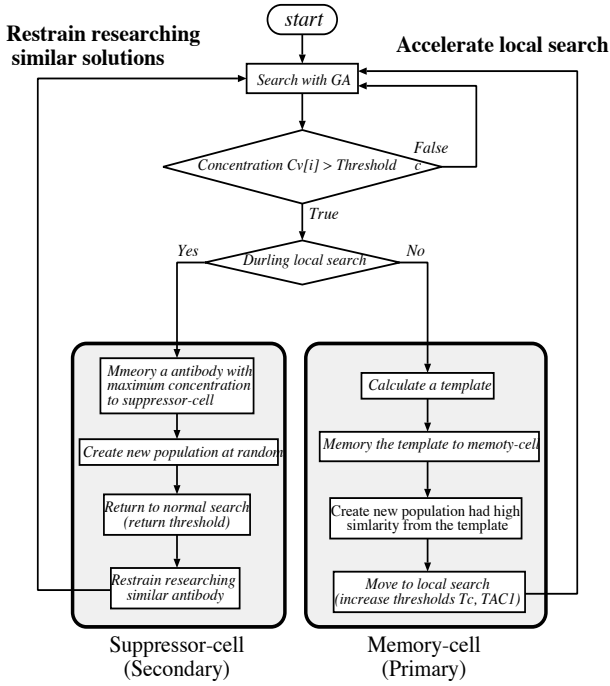 start
Restrain researching
similar solutions
Accelerate local search
Search with GA
False
Concentration Cv[i] > Threshold c
True
Yes
Durling local search
No
Mmeory a antibody with
maximum concentration
to suppressor-cell
Create new population at random
Return to normal search
(return threshold)
Restrain researching
similar antibody
Calculate a template
Memory the template to memoty-cell
Create new population had high
simlarity from the template
Move to local search
(increase thresholds Tc, TAC1)
Suppressor-cell
(Secondary)
Memory-cell
(Primary)